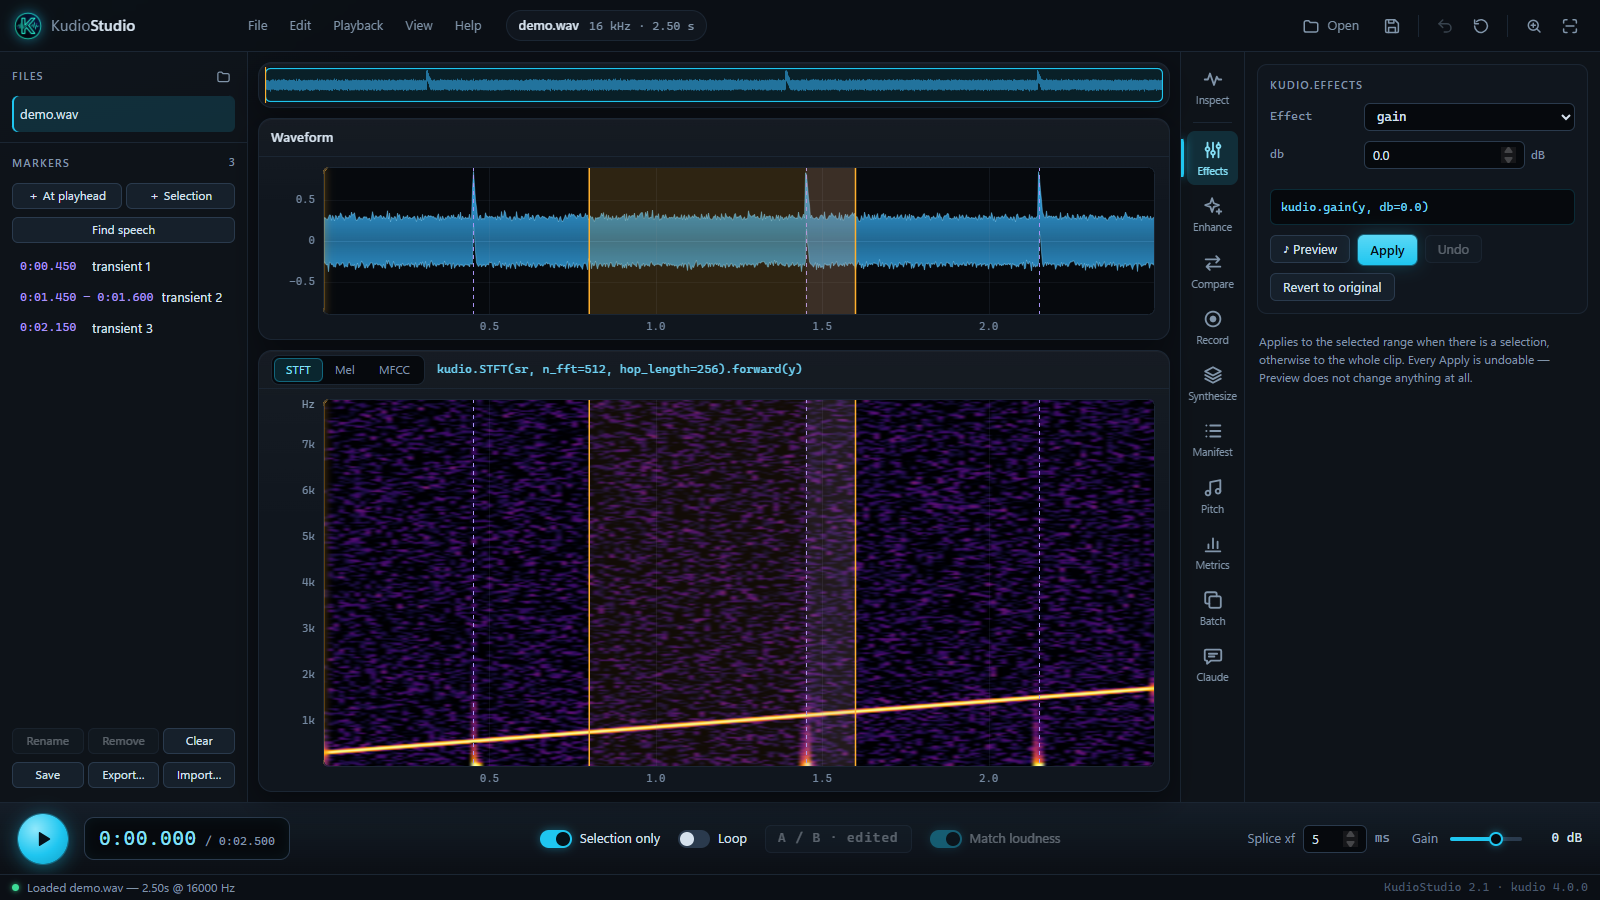 KudioStudio
File Edit Playback View Help
demo.wav 16 kHz · 2.50 s
Open
FILES
demo.wav
MARKERS 3
+ At playhead + Selection
Find speech
0:00.450 transient 1
0:01.450 – 0:01.600 transient 2
0:02.150 transient 3
Rename Remove Clear
Save Export... Import...
Waveform
0.5
0
−0.5
0.5 1.0 1.5 2.0
STFT Mel MFCC kudio.STFT(sr, n_fft=512, hop_length=256).forward(y)
Hz
7k
6k
5k
4k
3k
2k
1k
0.5 1.0 1.5 2.0
Inspect
Effects
Enhance
Compare
Record
Synthesize
Manifest
Pitch
Metrics
Batch
Claude
KUDIO.EFFECTS
Effect gain
db 0.0 dB
kudio.gain(y, db=0.0)
♪ Preview Apply Undo
Revert to original
Applies to the selected range when there is a selection,
otherwise to the whole clip. Every Apply is undoable —
Preview does not change anything at all.
0:00.000 / 0:02.500
Selection only Loop A / B · edited Match loudness
Splice xf 5 ms Gain 0 dB
Loaded demo.wav — 2.50s @ 16000 Hz
KudioStudio 2.1 · kudio 4.0.0